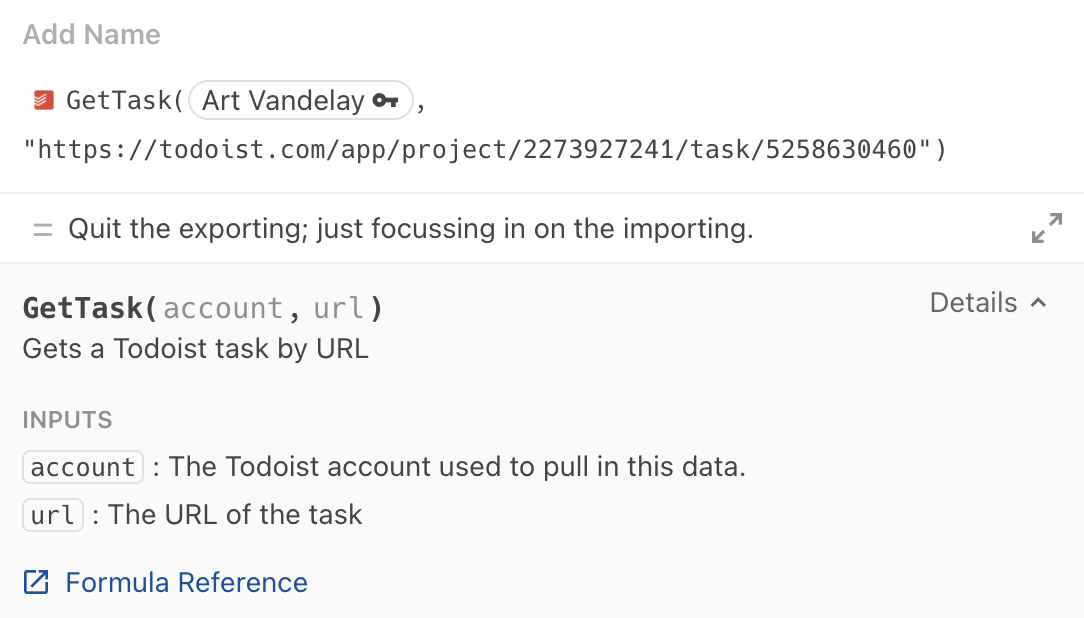 Add Name
GetTask( Art Vandelay ,
"https://todoist.com/app/project/2273927241/task/5258630460")
= Quit the exporting; just focussing in on the importing.
GetTask(account, url)
Details
Gets a Todoist task by URL
INPUTS
account : The Todoist account used to pull in this data.
url : The URL of the task
Formula Reference